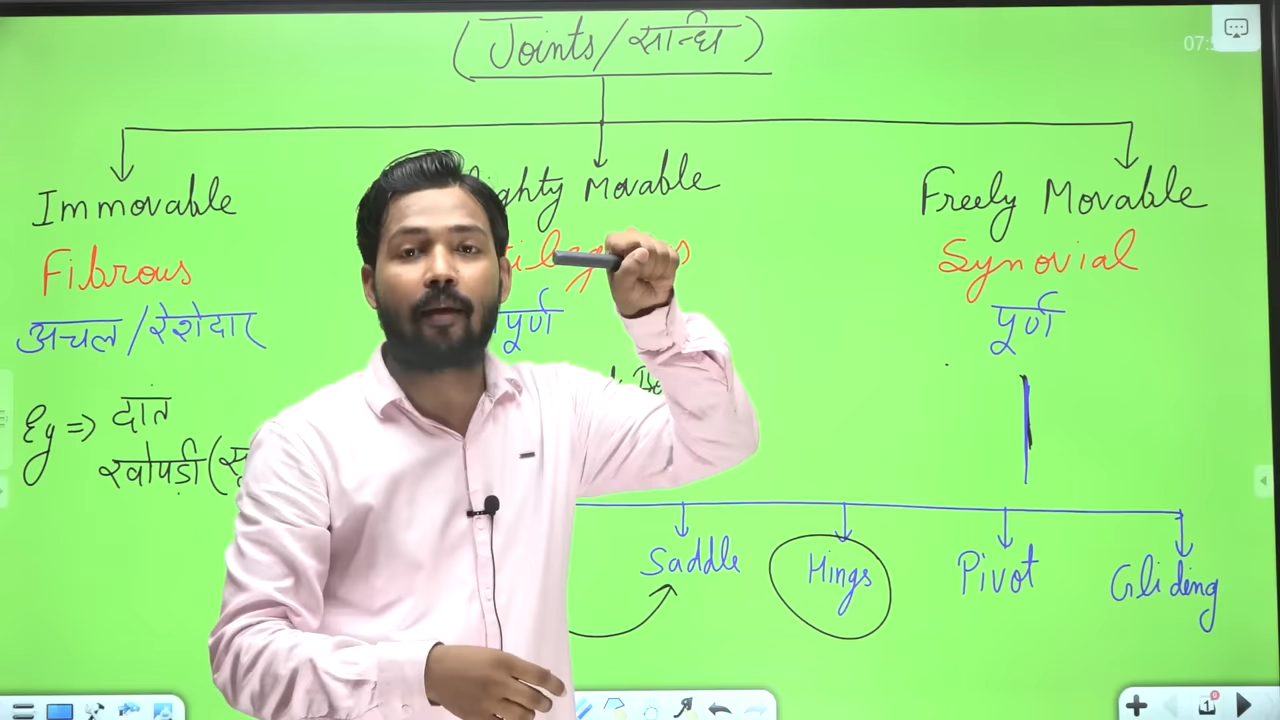 (Joints/सन्धि)
Immovable
Movable
Freely Movable
Fibrous
Synovial
अचल/रेशेदार
पूर्ण
पूर्ण
Eg => दांत
खोपड़ी (
Saddle
Hings
Pivot
Gliding